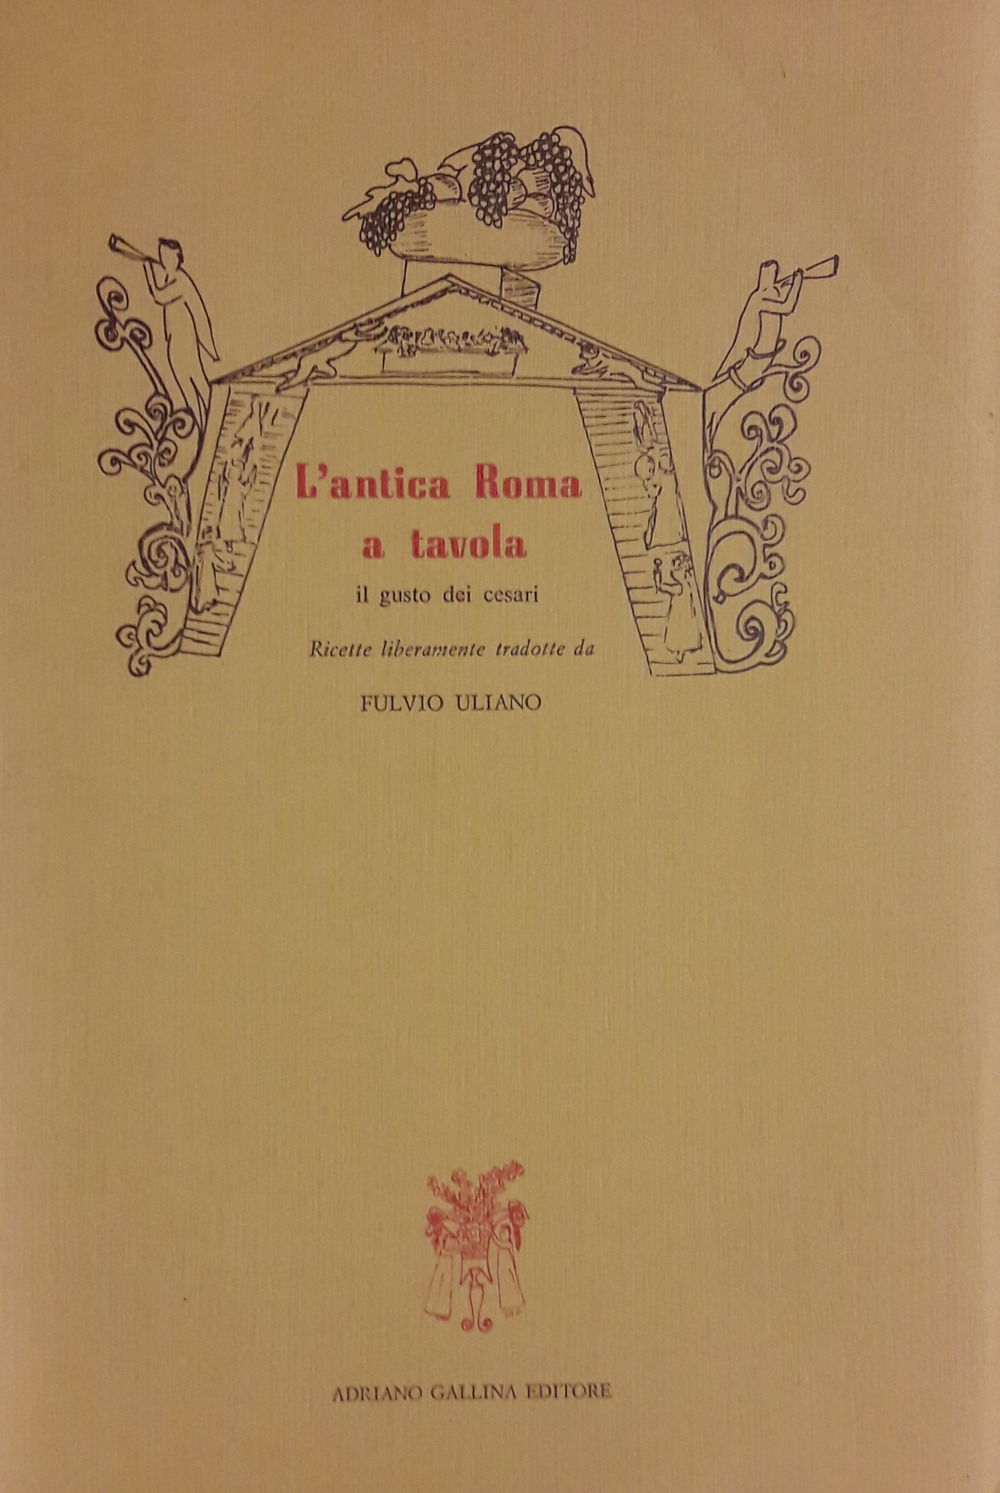 L'antica Roma
a tavola
il gusto dei cesari
Ricette liberamente tradotte da
FULVIO ULIANO
ADRIANO GALLINA EDITORE